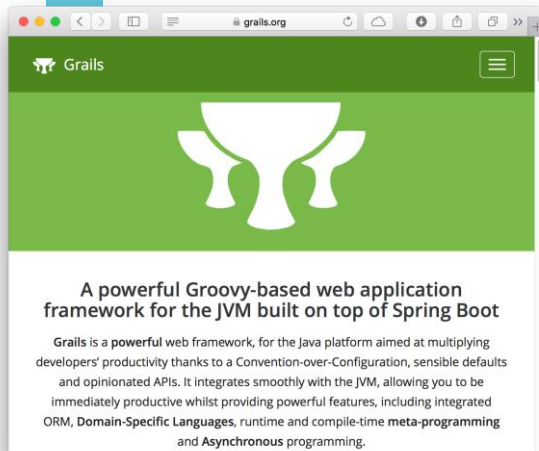 grails.org
Grails
A powerful Groovy-based web application
framework for the JVM built on top of Spring Boot
Grails is a powerful web framework, for the Java platform aimed at multiplying
developers' productivity thanks to a Convention-over-Configuration, sensible defaults
and opinionated APIs. It integrates smoothly with the JVM, allowing you to be
immediately productive whilst providing powerful features, including integrated
ORM, Domain-Specific Languages, runtime and compile-time meta-programming
and Asynchronous programming.